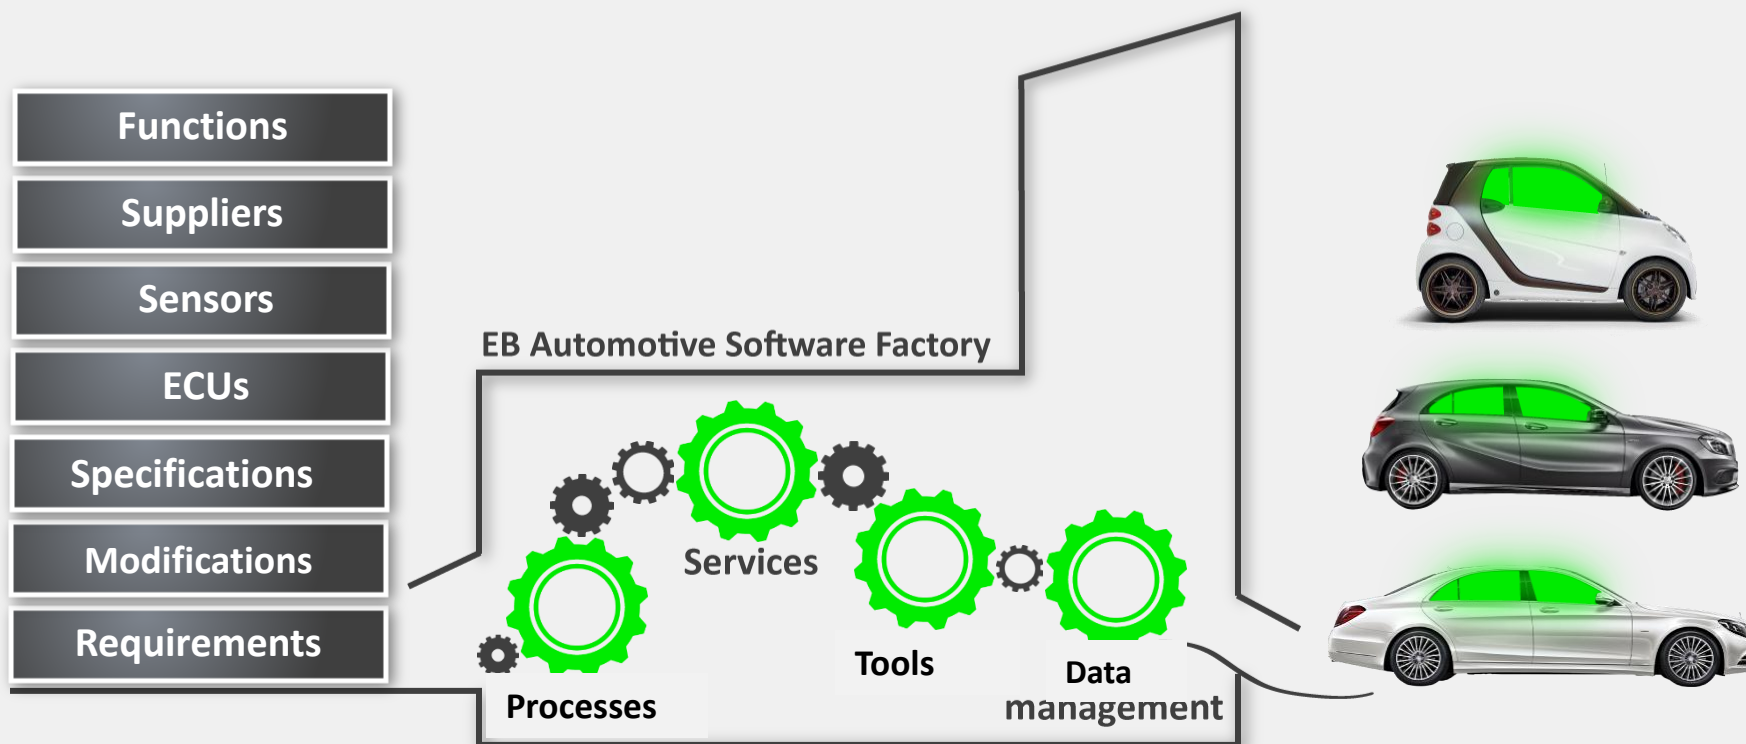 Functions
Suppliers
Sensors
ECUs
Specifications
Modifications
Requirements
EB Automotive Software Factory
Services
Tools
Data
management
Processes